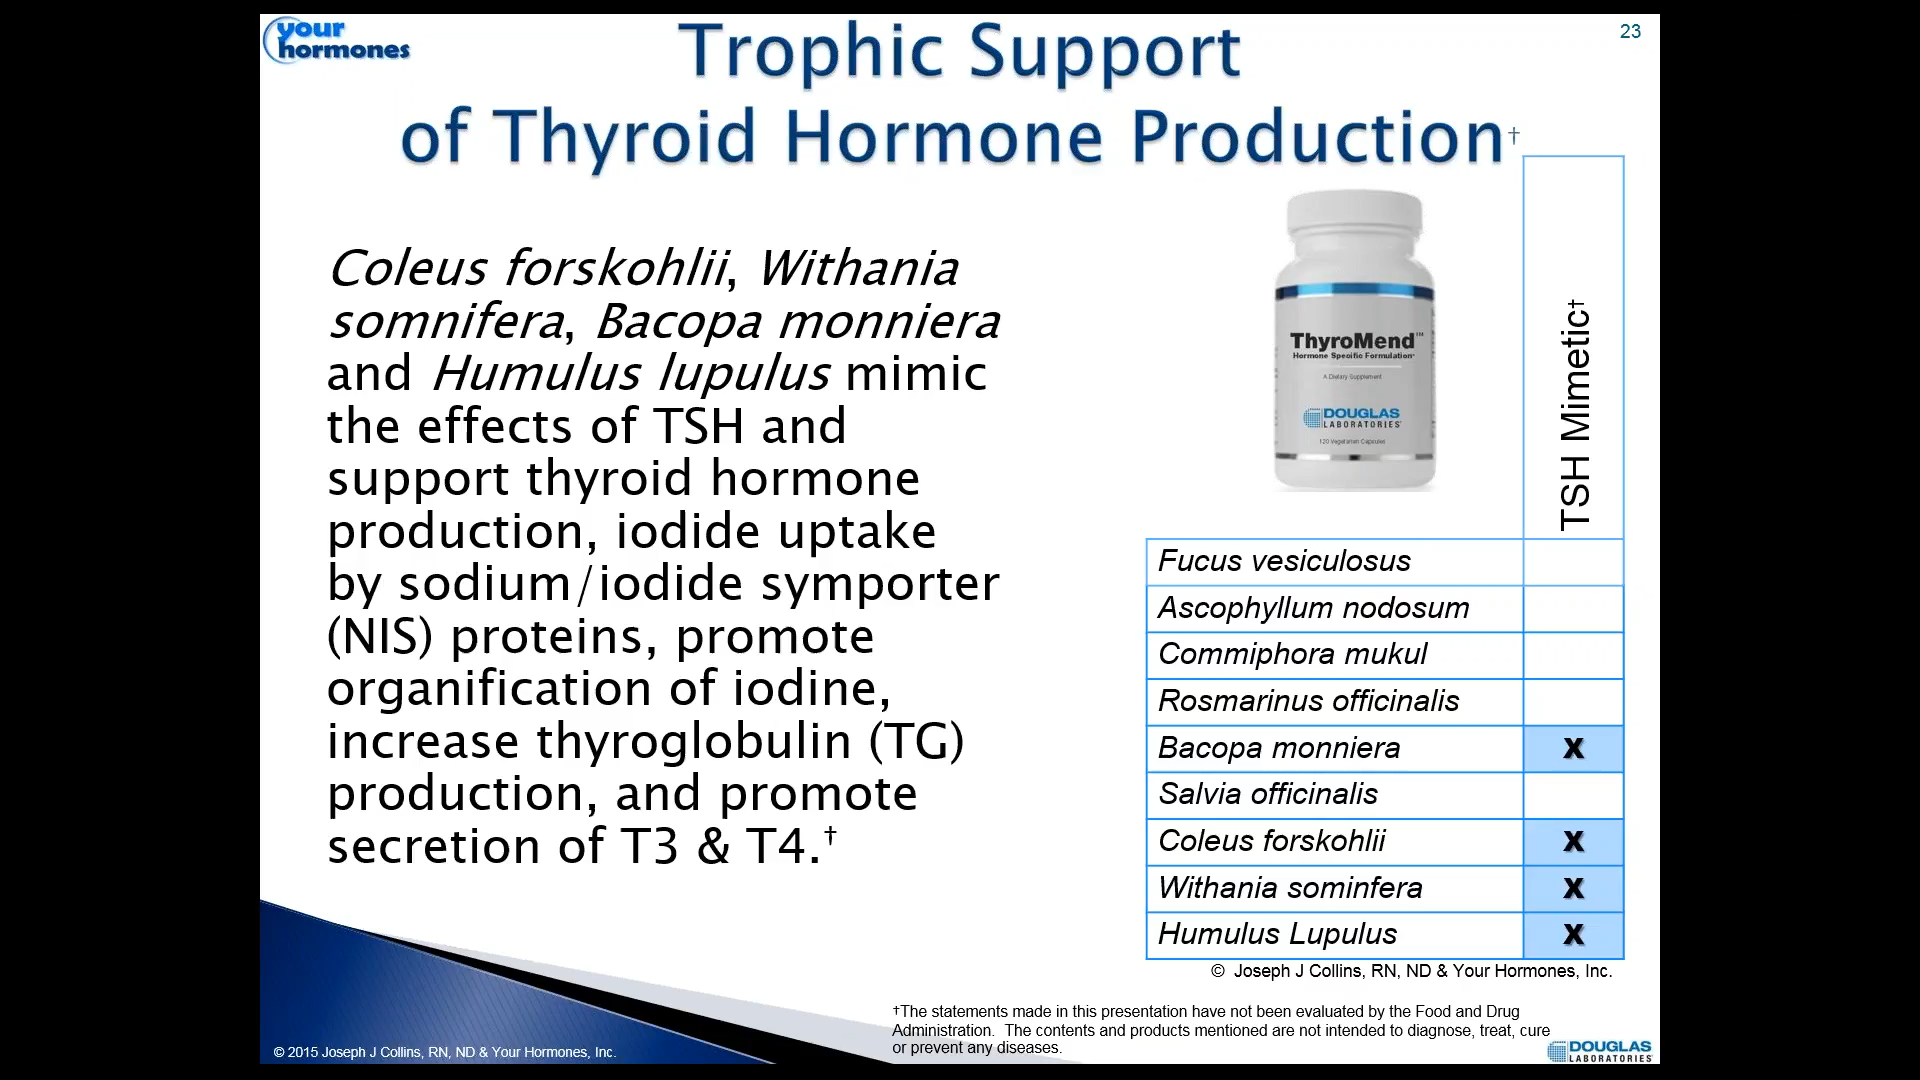 your
hormones
23
Trophic Support
of Thyroid Hormone Production†
Coleus forskohlii, Withania
somnifera, Bacopa monniera
and Humulus lupulus mimic
the effects of TSH and
support thyroid hormone
production, iodide uptake
by sodium/iodide symporter
(NIS) proteins, promote
organification of iodine,
increase thyroglobulin (TG)
production, and promote
secretion of T3 & T4.†
ThyroMend™
Hormone Specific Formulation*
A Dietary Supplement
DOUGLAS
LABORATORIES®
120 Vegetarian Capsules
TSH Mimetic†
Fucus vesiculosus
Ascophyllum nodosum
Commiphora mukul
Rosmarinus officinalis
Bacopa monniera X
Salvia officinalis
Coleus forskohlii X
Withania sominfera X
Humulus Lupulus X
© Joseph J Collins, RN, ND & Your Hormones, Inc.
†The statements made in this presentation have not been evaluated by the Food and Drug
Administration. The contents and products mentioned are not intended to diagnose, treat, cure
or prevent any diseases.
© 2015 Joseph J Collins, RN, ND & Your Hormones, Inc.
DOUGLAS
LABORATORIES®